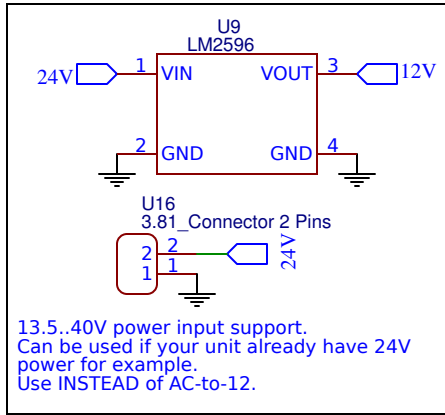 U9
LM2596
24V 1 VIN VOUT 3 12V
2 GND GND 4
U16
3.81_Connector 2 Pins
2 2 24V
1 1
13.5..40V power input support.
Can be used if your unit already have 24V
power for example.
Use INSTEAD of AC-to-12.